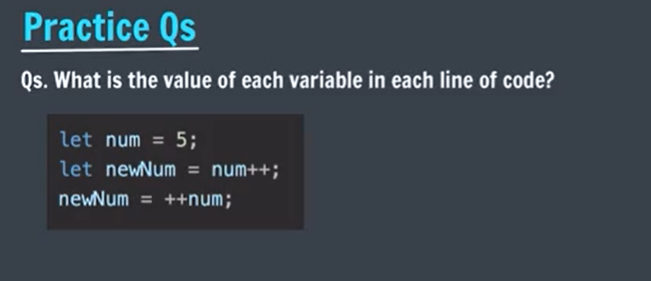 Practice Qs
Qs. What is the value of each variable in each line of code?
let num = 5;
let newNum = num++;
newNum = ++num;